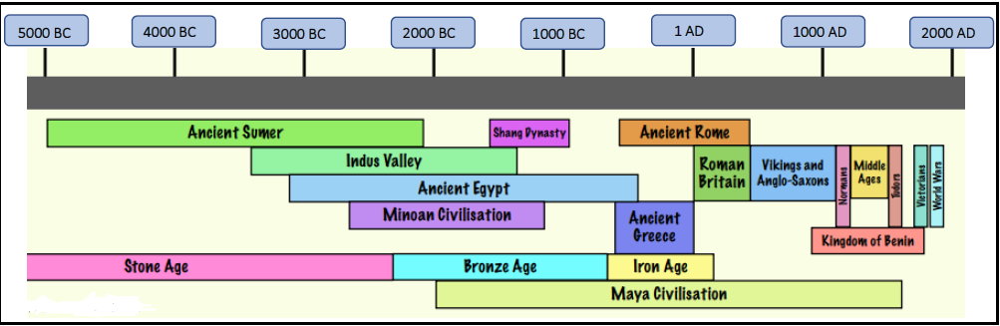 5000 BC
4000 BC
3000 BC
2000 BC
1000 BC
1 AD
1000 AD
2000 AD
Ancient Sumer
Shang Dynasty
Ancient Rome
Indus Valley
Roman
Britain
Vikings and
Anglo-Saxons
Normans
Middle
Ages
Tudors
Victorians
World Wars
Ancient Egypt
Minoan Civilisation
Ancient
Greece
Kingdom of Benin
Stone Age
Bronze Age
Iron Age
Maya Civilisation